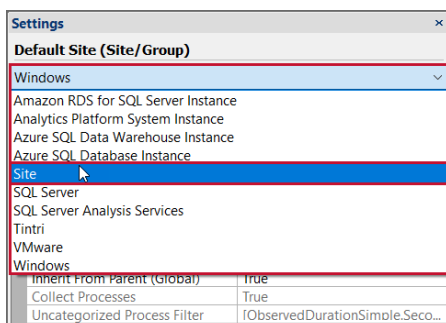 Settings ×
Default Site (Site/Group)
Windows
Amazon RDS for SQL Server Instance
Analytics Platform System Instance
Azure SQL Data Warehouse Instance
Azure SQL Database Instance
Site
SQL Server
SQL Server Analysis Services
Tintri
VMware
Windows
Inherit From Parent (Global) True
Collect Processes True
Uncategorized Process Filter [ObservedDurationSimple.Seco...